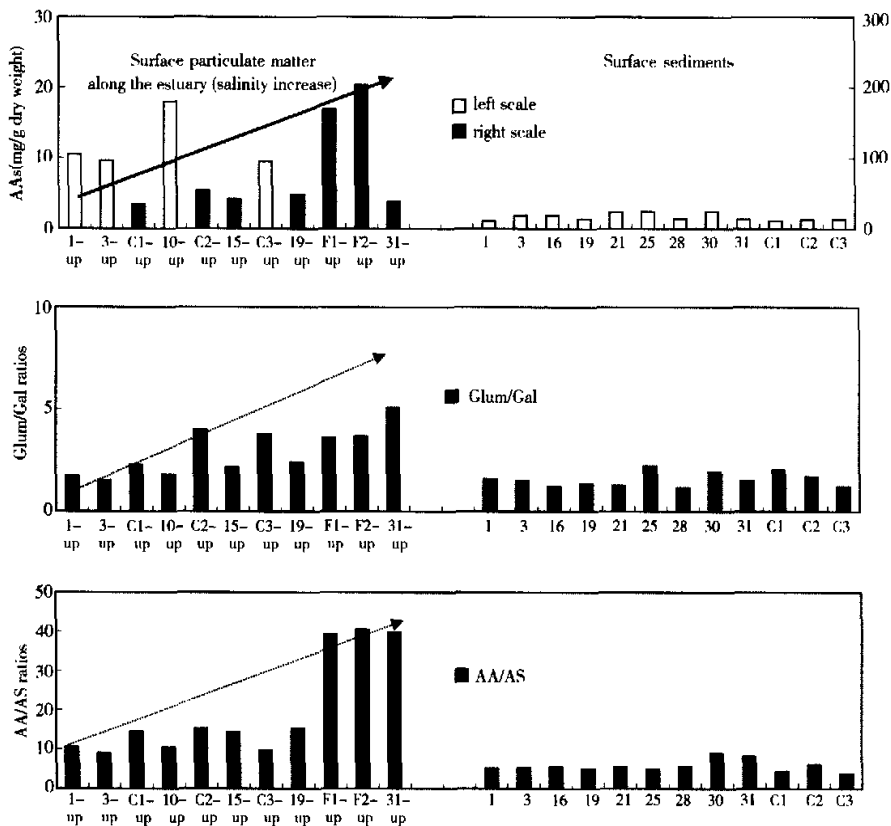 30
20
10
0
AAs(mg/g dry weight)
Surface particulate matter
along the estuary (salinity increase)
Surface sediments
left scale
right scale
300
200
100
0
1-up 3-up C1-up 10-up C2-up 15-up C3-up 19-up F1-up F2-up 31-up
1 3 16 19 21 25 28 30 31 C1 C2 C3
10
5
0
Glum/Gal ratios
Glum/Gal
1-up 3-up C1-up 10-up C2-up 15-up C3-up 19-up F1-up F2-up 31-up
1 3 16 19 21 25 28 30 31 C1 C2 C3
50
40
30
20
10
0
AA/AS ratios
AA/AS
1-up 3-up C1-up 10-up C2-up 15-up C3-up 19-up F1-up F2-up 31-up
1 3 16 19 21 25 28 30 31 C1 C2 C3